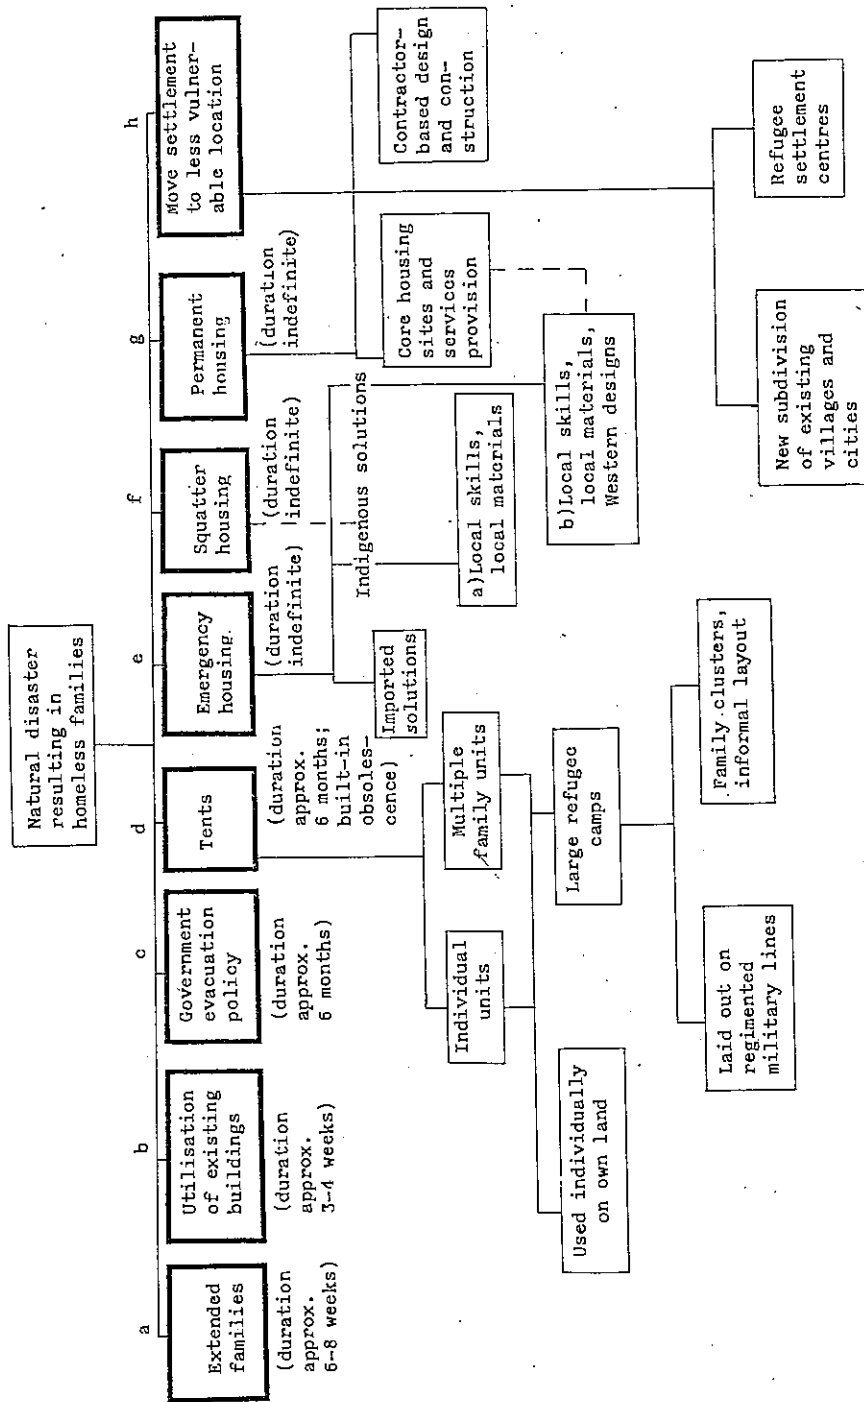 Natural disaster
resulting in
homeless families
a
b
c
d
e
f
g
h
Extended
families
(duration
approx.
6-8 weeks)
Utilisation
of existing
buildings
(duration
approx.
3-4 weeks)
Government
evacuation
policy
(duration
approx.
6 months)
Tents
(duration
approx.
6 months;
built-in
obsoles-
cence)
Emergency
housing.
(duration
indefinite)
Squatter
housing
(duration
indefinite)
Permanent
housing
(duration
indefinite)
Move settlement
to less vulner-
able location
Individual
units
Multiple
family units
Used individually
on own land
Large refugee
camps
Laid out on
regimented
military lines
Family clusters,
informal layout
Imported
solutions
Indigenous solutions
a)Local skills,
local materials
b)Local skills,
local materials,
Western designs
Core housing
sites and
services
provision
Contractor-
based design
and con-
struction
New subdivision
of existing
villages and
cities
Refugee
settlement
centres